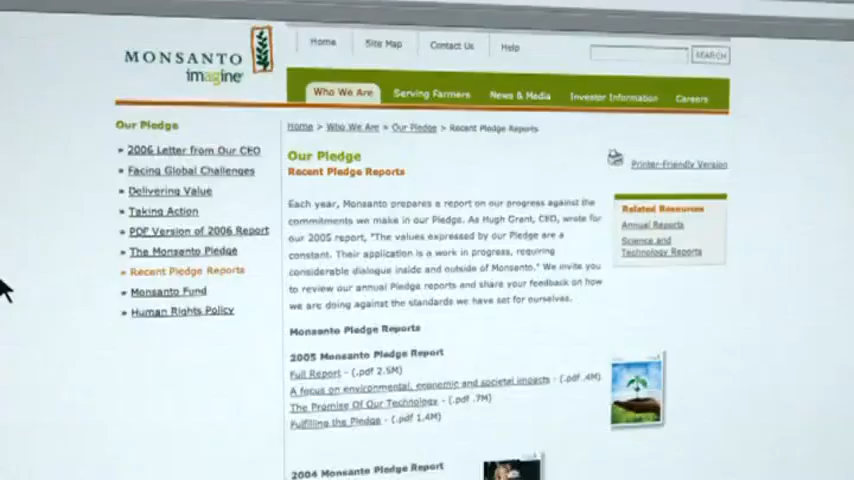 MONSANTO
imagine
Home
Site Map
Contact Us
Help
SEARCH
Who We Are
Serving Farmers
News & Media
Investor Information
Careers
Our Pledge
» 2006 Letter from Our CEO
» Facing Global Challenges
» Delivering Value
» Taking Action
» PDF Version of 2006 Report
» The Monsanto Pledge
» Recent Pledge Reports
» Monsanto Fund
» Human Rights Policy
Home > Who We Are > Our Pledge > Recent Pledge Reports
Our Pledge
Recent Pledge Reports
Printer-Friendly Version
Each year, Monsanto prepares a report on our progress against the
commitments we make in our Pledge. As Hugh Grant, CEO, wrote for
our 2005 report, "The values expressed by our Pledge are a
constant. Their application is a work in progress, requiring
considerable dialogue inside and outside of Monsanto." We invite you
to review our annual Pledge reports and share your feedback on how
we are doing against the standards we have set for ourselves.
Related Resources
Annual Reports
Science and
Technology Reports
Monsanto Pledge Reports
2005 Monsanto Pledge Report
Full Report - (.pdf 2.5M)
A focus on environmental, economic and societal impacts - (.pdf .4M)
The Promise Of Our Technology - (.pdf .7M)
Fulfilling the Pledge - (.pdf 1.4M)
2004 Monsanto Pledge Report